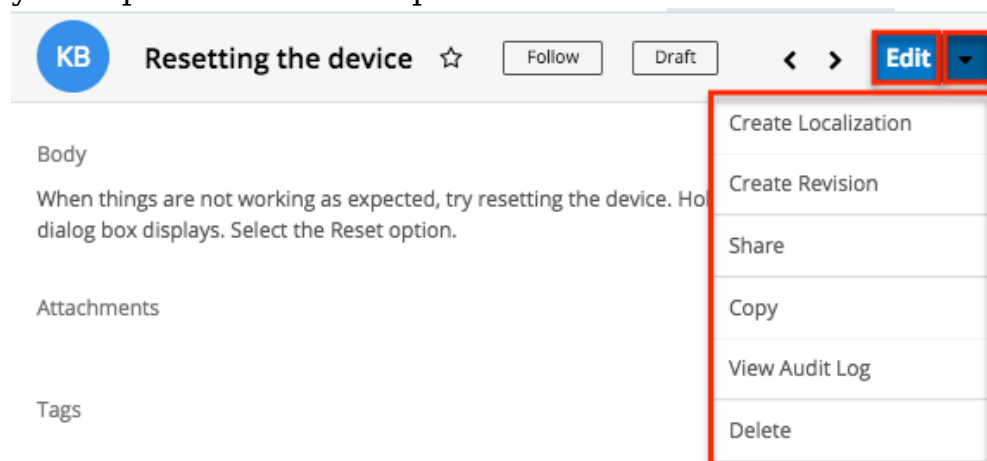 KB Resetting the device Follow Draft Edit
Create Localization
Body
Create Revision
When things are not working as expected, try resetting the device.
dialog box displays. Select the Reset option.
Share
Attachments
Copy
View Audit Log
Tags
Delete